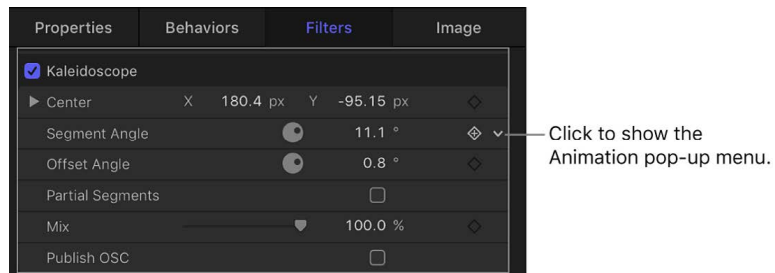 Properties Behaviors Filters Image
Kaleidoscope
Center X 180.4 px Y -95.15 px
Segment Angle 11.1 °
Offset Angle 0.8 °
Partial Segments
Mix 100.0 %
Publish OSC
Click to show the
Animation pop-up menu.